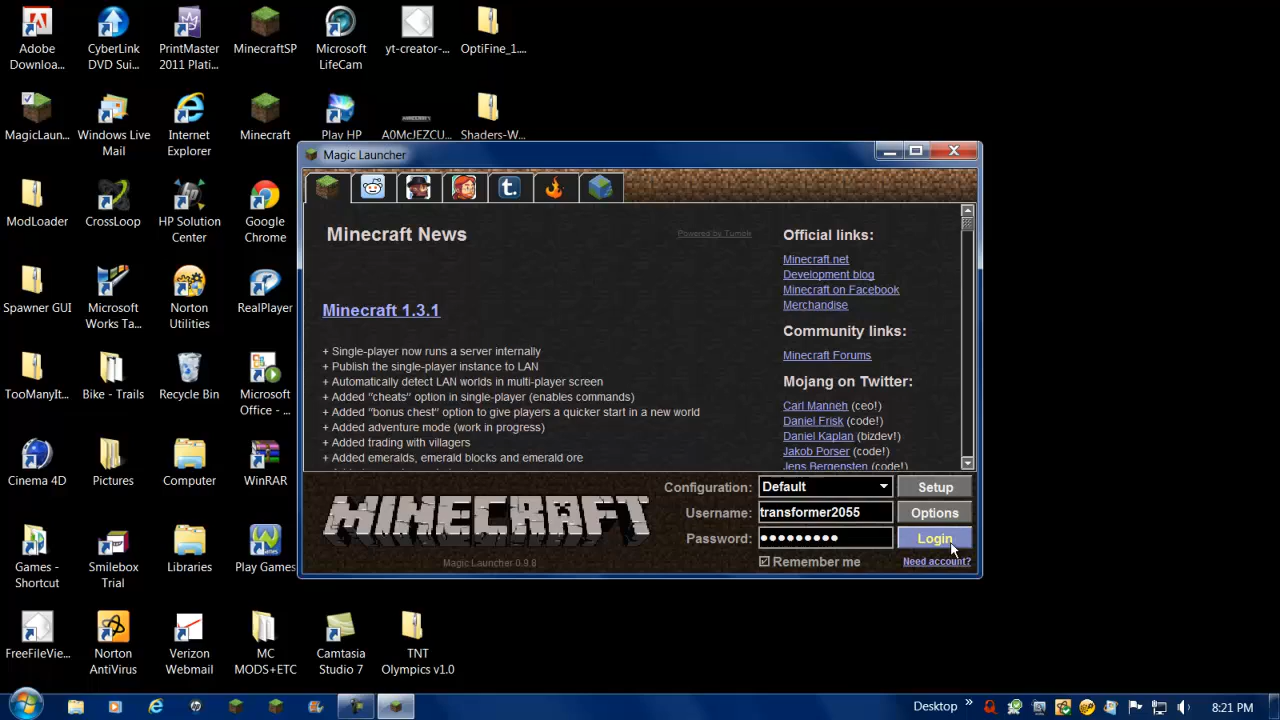 Adobe
Downloa...
CyberLink
DVD Sui...
PrintMaster
2011 Plati...
MinecraftSP
Microsoft
LifeCam
yt-creator-...
OptiFine_1....
MagicLaun...
Windows Live
Mail
Internet
Explorer
Minecraft
Play HP
A0McJEZCU...
Shaders-W...
ModLoader
CrossLoop
HP Solution
Center
Google
Chrome
Spawner GUI
Microsoft
Works Ta...
Norton
Utilities
RealPlayer
TooManyIt...
Bike - Trails
Recycle Bin
Microsoft
Office - ...
Cinema 4D
Pictures
Computer
WinRAR
Games -
Shortcut
Smilebox
Trial
Libraries
Play Games
FreeFileVie...
Norton
AntiVirus
Verizon
Webmail
MC
MODS+ETC
Camtasia
Studio 7
TNT
Olympics v1.0
Magic Launcher
Minecraft News
Powered by Tumblr
Minecraft 1.3.1
+ Single-player now runs a server internally
+ Publish the single-player instance to LAN
+ Automatically detect LAN worlds in multi-player screen
+ Added "cheats" option in single-player (enables commands)
+ Added "bonus chest" option to give players a quicker start in a new world
+ Added adventure mode (work in progress)
+ Added trading with villagers
+ Added emeralds, emerald blocks and emerald ore
Official links:
Minecraft.net
Development blog
Minecraft on Facebook
Merchandise
Community links:
Minecraft Forums
Mojang on Twitter:
Carl Manneh (ceo!)
Daniel Frisk (code!)
Daniel Kaplan (bizdev!)
Jakob Porser (code!)
Jens Bergensten (code!)
MINECRAFT
Magic Launcher 0.9.8
Configuration: Default Setup
Username: transformer2055 Options
Password: ●●●●●●●●● Login
Remember me Need account?
Desktop » 8:21 PM